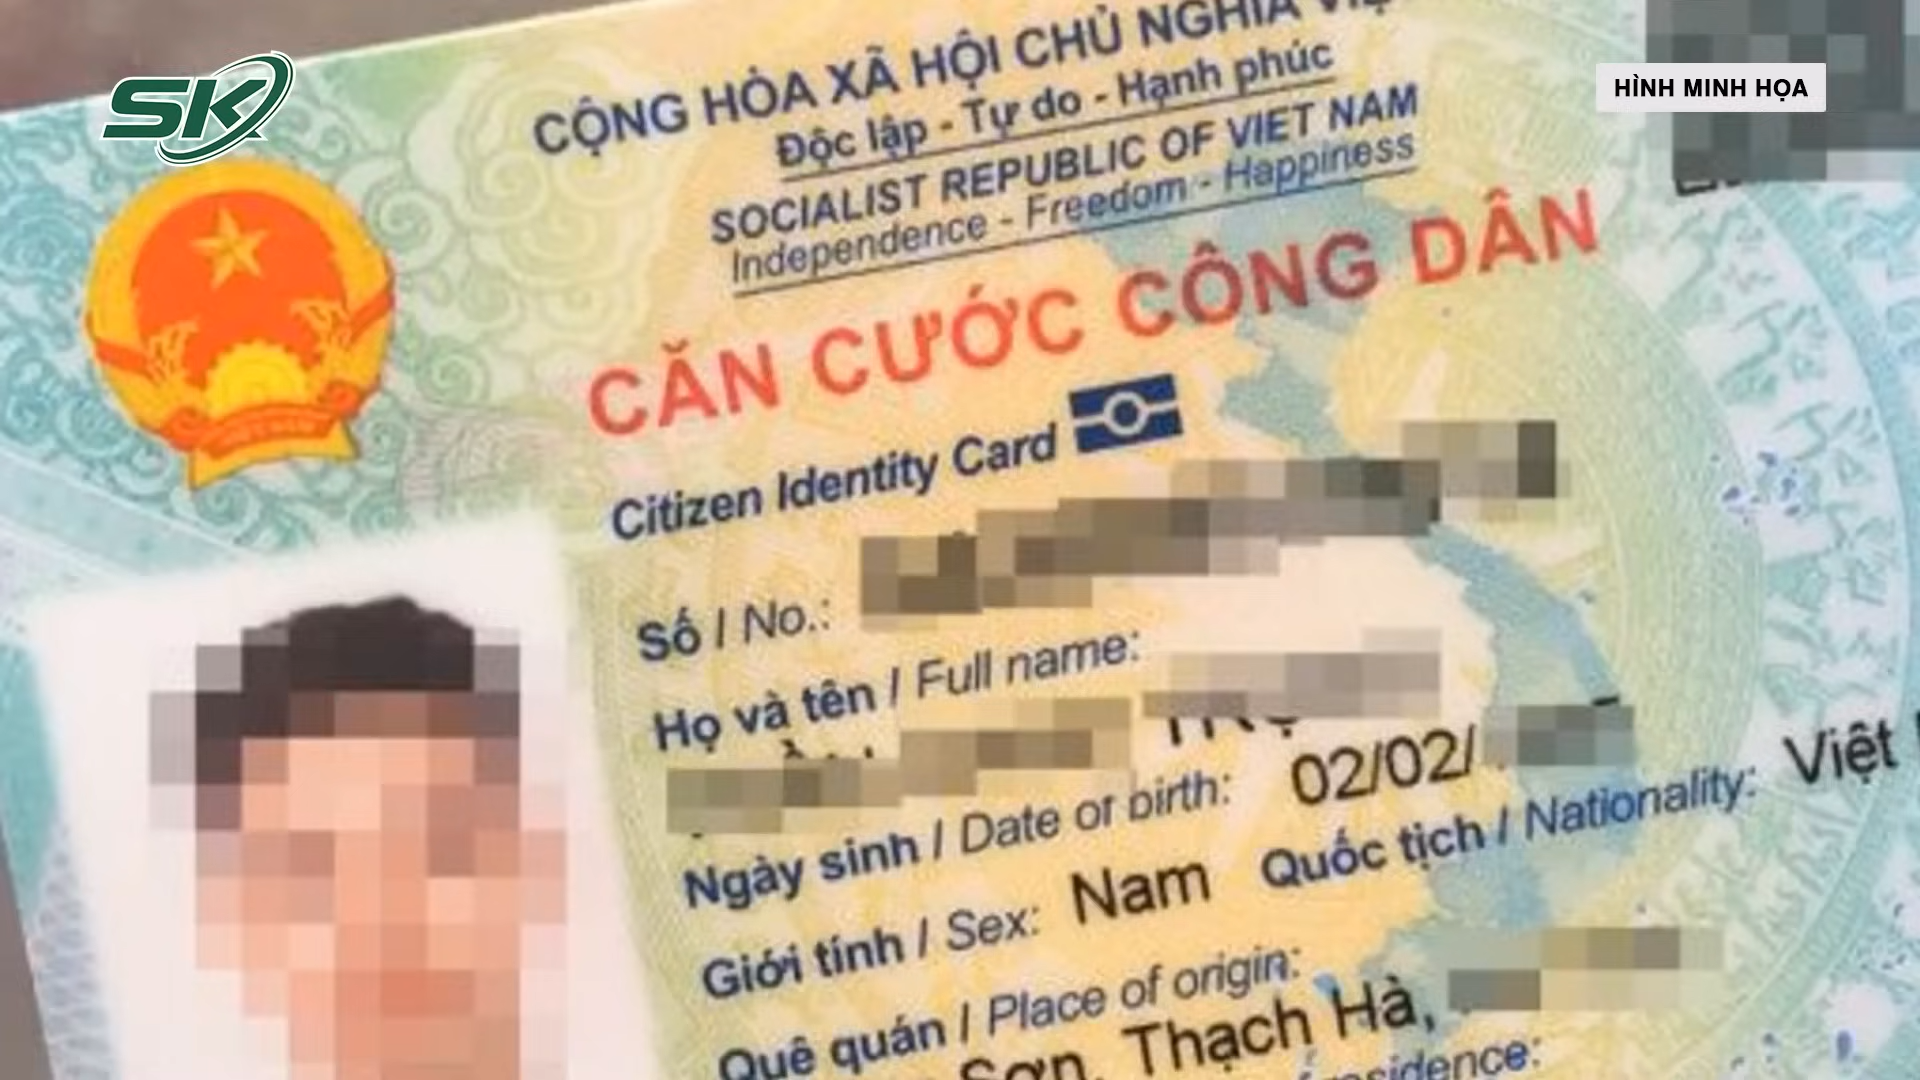 SK
HÌNH MINH HỌA
CỘNG HÒA XÃ HỘI CHỦ NGHĨA
Độc lập - Tự do - Hạnh phúc
SOCIALIST REPUBLIC OF VIET NAM
Independence - Freedom - Happiness
CĂN CƯỚC CÔNG DÂN
Citizen Identity Card
Số / No.:
Họ và tên / Full name:
Ngày sinh / Date of birth: 02/02/
Giới tính / Sex: Nam Quốc tịch / Nationality: Việt
Quê quán / Place of origin:
Sơn, Thạch Hà,